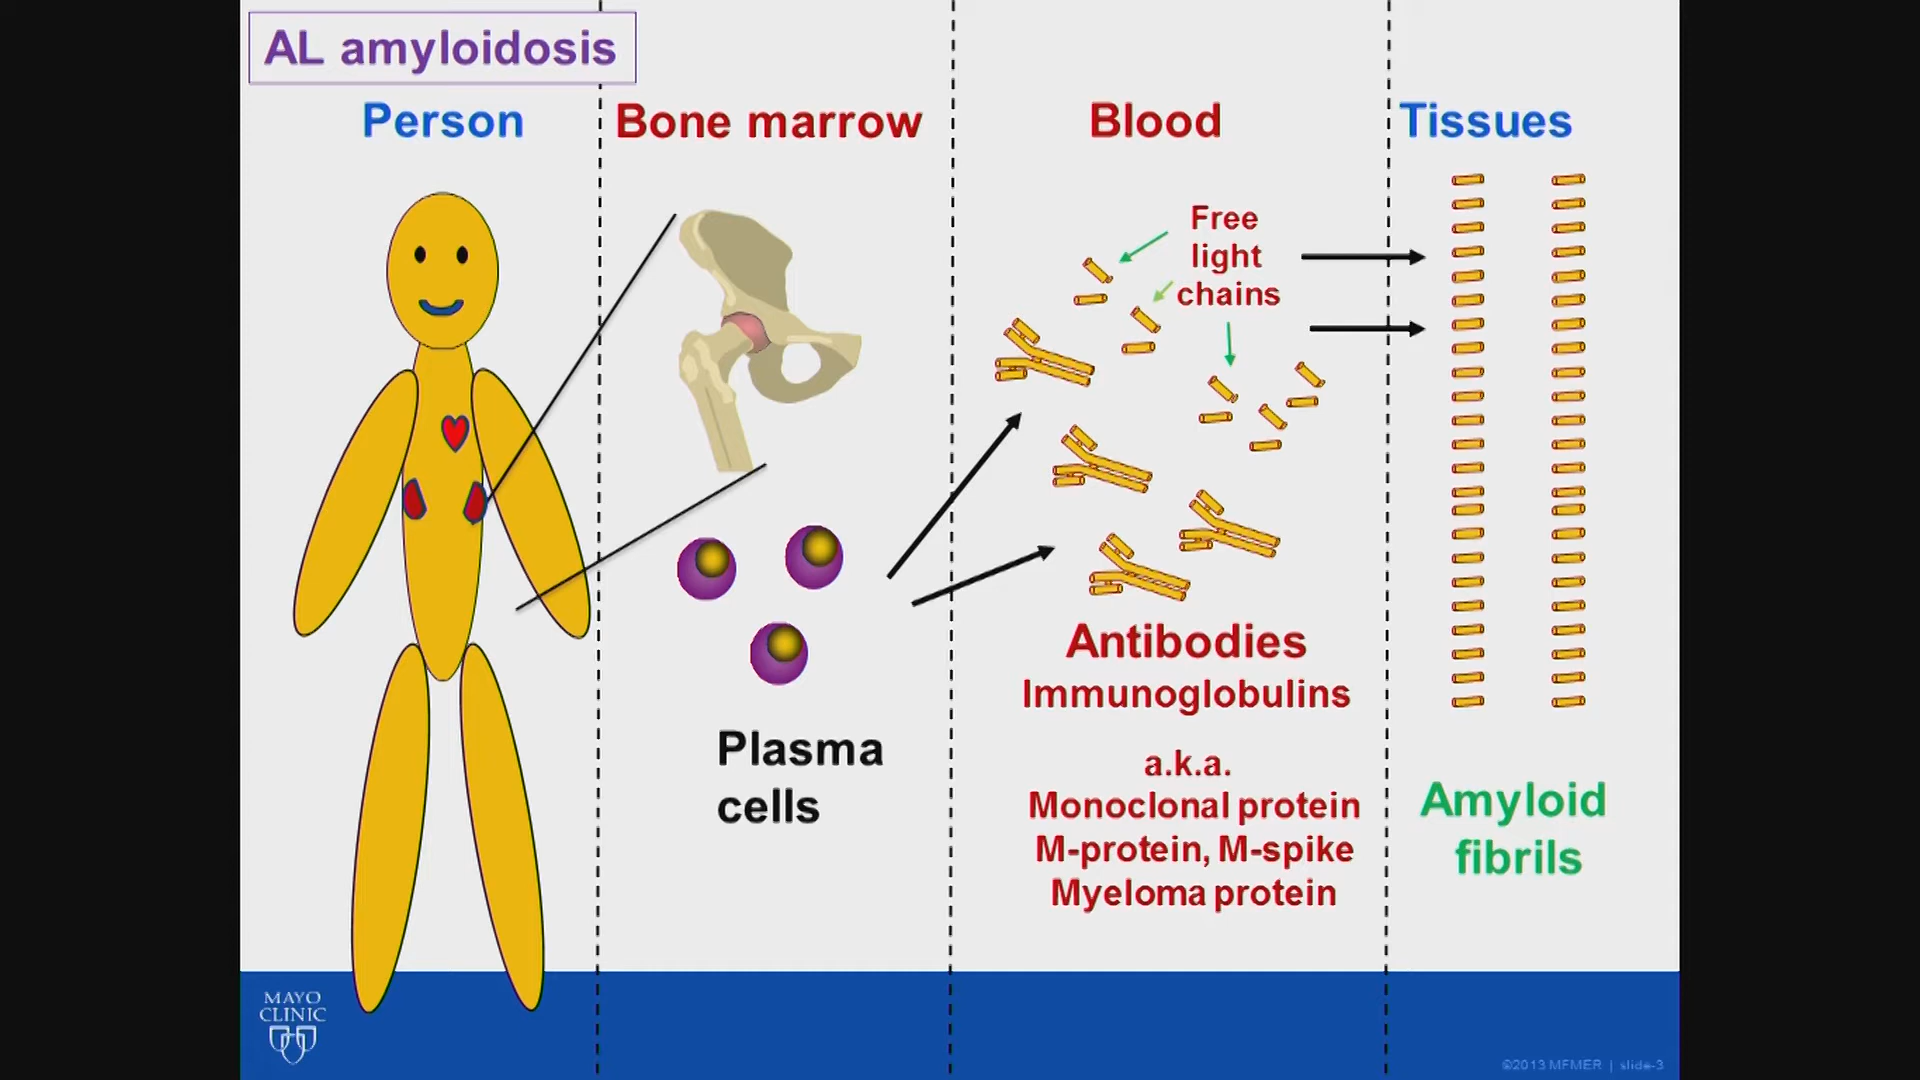 AL amyloidosis
Person
Bone marrow
Blood
Tissues
Free
light
chains
Antibodies
Immunoglobulins
Plasma
cells
a.k.a.
Monoclonal protein
M-protein, M-spike
Myeloma protein
Amyloid
fibrils
MAYO
CLINIC
©2013 MFMER | slide-3